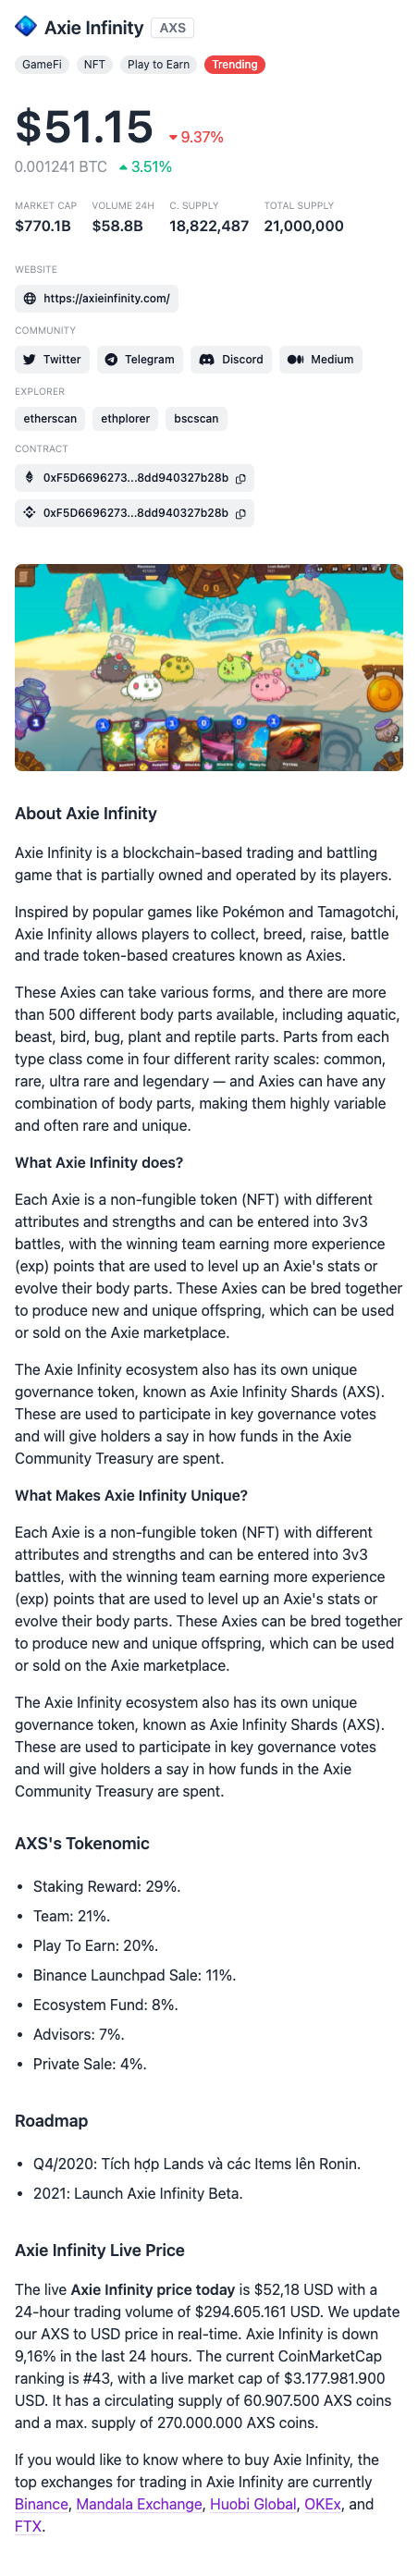 Axie Infinity AXS
GameFi NFT Play to Earn Trending
$51.15 9.37%
0.001241 BTC 3.51%
MARKET CAP VOLUME 24H C. SUPPLY TOTAL SUPPLY
$770.1B $58.8B 18,822,487 21,000,000
WEBSITE
https://axieinfinity.com/
COMMUNITY
Twitter Telegram Discord Medium
EXPLORER
etherscan ethplorer bscscan
CONTRACT
0xF5D6696273...8dd940327b28b
0xF5D6696273...8dd940327b28b
About Axie Infinity
Axie Infinity is a blockchain-based trading and battling
game that is partially owned and operated by its players.
Inspired by popular games like Pokémon and Tamagotchi,
Axie Infinity allows players to collect, breed, raise, battle
and trade token-based creatures known as Axies.
These Axies can take various forms, and there are more
than 500 different body parts available, including aquatic,
beast, bird, bug, plant and reptile parts. Parts from each
type class come in four different rarity scales: common,
rare, ultra rare and legendary — and Axies can have any
combination of body parts, making them highly variable
and often rare and unique.
What Axie Infinity does?
Each Axie is a non-fungible token (NFT) with different
attributes and strengths and can be entered into 3v3
battles, with the winning team earning more experience
(exp) points that are used to level up an Axie's stats or
evolve their body parts. These Axies can be bred together
to produce new and unique offspring, which can be used
or sold on the Axie marketplace.
The Axie Infinity ecosystem also has its own unique
governance token, known as Axie Infinity Shards (AXS).
These are used to participate in key governance votes
and will give holders a say in how funds in the Axie
Community Treasury are spent.
What Makes Axie Infinity Unique?
Each Axie is a non-fungible token (NFT) with different
attributes and strengths and can be entered into 3v3
battles, with the winning team earning more experience
(exp) points that are used to level up an Axie's stats or
evolve their body parts. These Axies can be bred together
to produce new and unique offspring, which can be used
or sold on the Axie marketplace.
The Axie Infinity ecosystem also has its own unique
governance token, known as Axie Infinity Shards (AXS).
These are used to participate in key governance votes
and will give holders a say in how funds in the Axie
Community Treasury are spent.
AXS's Tokenomic
• Staking Reward: 29%.
• Team: 21%.
• Play To Earn: 20%.
• Binance Launchpad Sale: 11%.
• Ecosystem Fund: 8%.
• Advisors: 7%.
• Private Sale: 4%.
Roadmap
• Q4/2020: Tích hợp Lands và các Items lên Ronin.
• 2021: Launch Axie Infinity Beta.
Axie Infinity Live Price
The live Axie Infinity price today is $52,18 USD with a
24-hour trading volume of $294.605.161 USD. We update
our AXS to USD price in real-time. Axie Infinity is down
9,16% in the last 24 hours. The current CoinMarketCap
ranking is #43, with a live market cap of $3.177.981.900
USD. It has a circulating supply of 60.907.500 AXS coins
and a max. supply of 270.000.000 AXS coins.
If you would like to know where to buy Axie Infinity, the
top exchanges for trading in Axie Infinity are currently
Binance, Mandala Exchange, Huobi Global, OKEx, and
FTX.